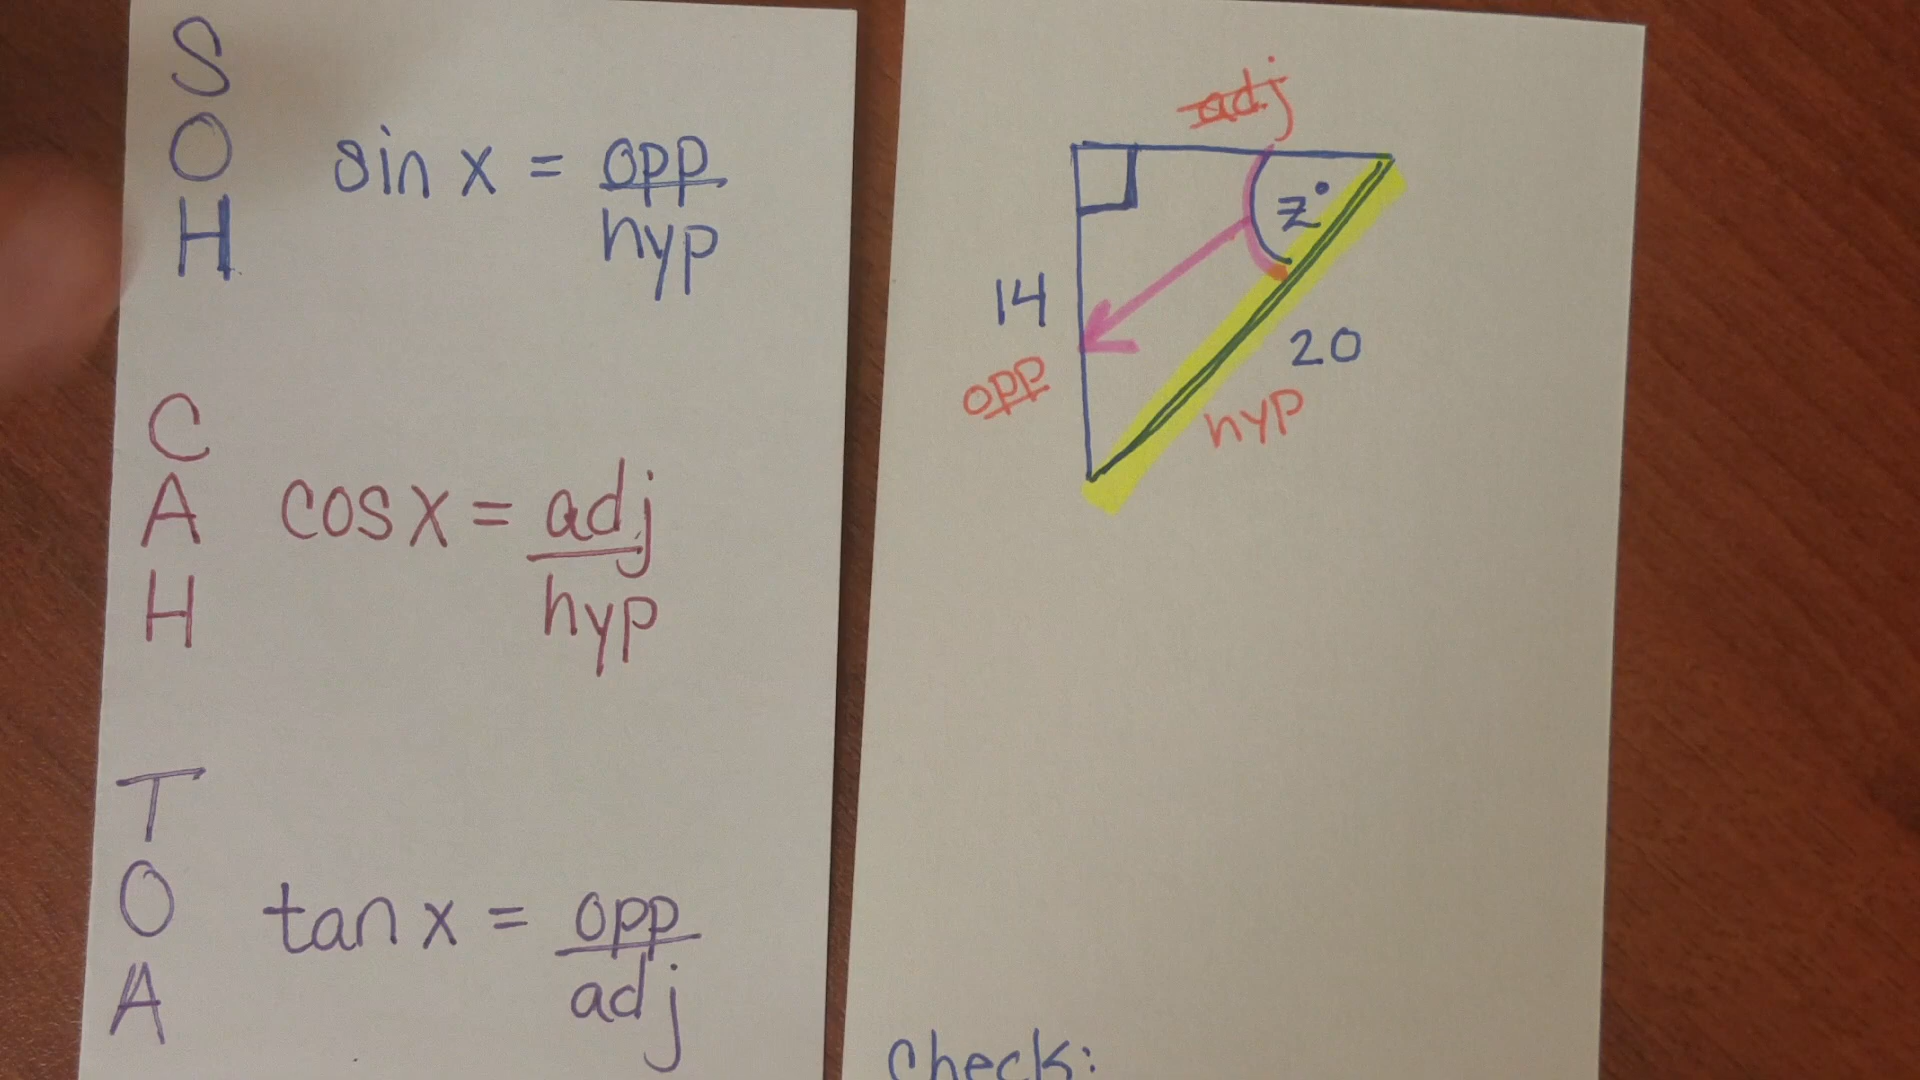 S
O
H
sin x = opp
hyp
C
A
H
cos x = adj
hyp
T
O
A
tan x = opp
adj
adj
z°
14
opp
20
hyp
check: